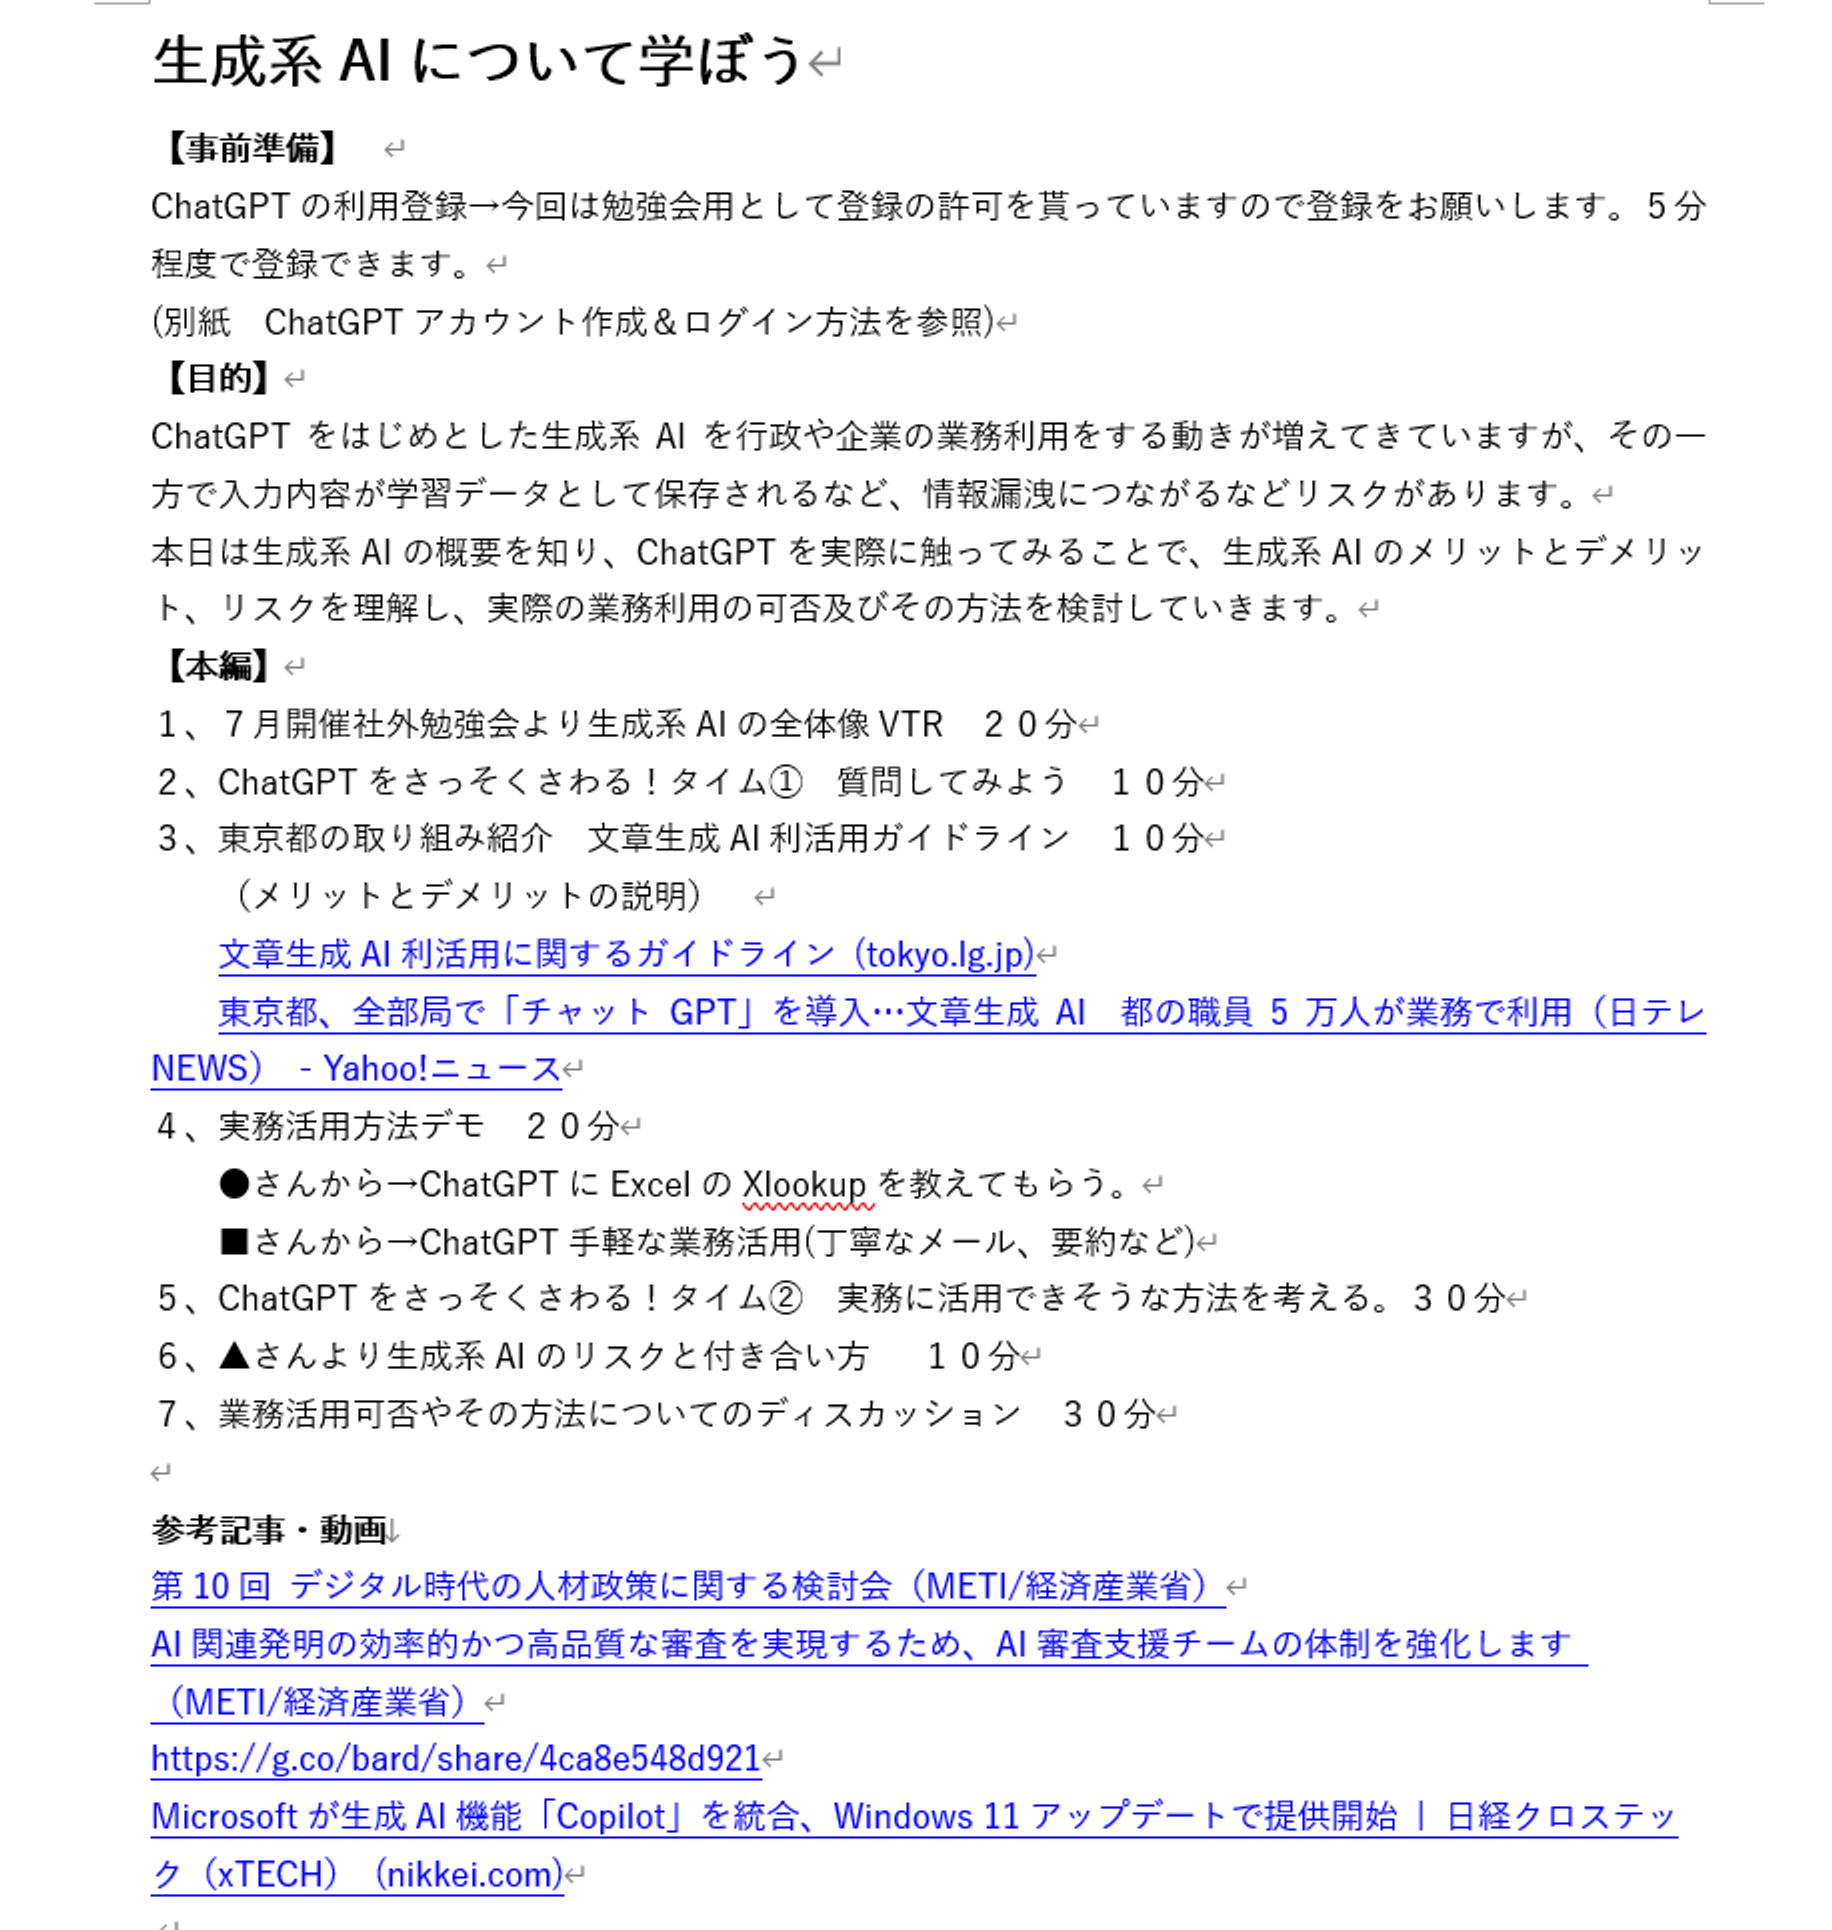 生成系 AI について学ぼう
【事前準備】
ChatGPT の利用登録→今回は勉強会用として登録の許可を貰っていますので登録をお願いします。５分
程度で登録できます。
(別紙　ChatGPT アカウント作成＆ログイン方法を参照)
【目的】
ChatGPT をはじめとした生成系 AI を行政や企業の業務利用をする動きが増えてきていますが、その一
方で入力内容が学習データとして保存されるなど、情報漏洩につながるなどリスクがあります。
本日は生成系 AI の概要を知り、ChatGPT を実際に触ってみることで、生成系 AI のメリットとデメリッ
ト、リスクを理解し、実際の業務利用の可否及びその方法を検討していきます。
【本編】
１、７月開催社外勉強会より生成系 AI の全体像 VTR　２０分
２、ChatGPT をさっそくさわる！タイム①　質問してみよう　１０分
３、東京都の取り組み紹介　文章生成 AI 利活用ガイドライン　１０分
（メリットとデメリットの説明）
文章生成 AI 利活用に関するガイドライン (tokyo.lg.jp)
東京都、全部局で「チャット GPT」を導入…文章生成 AI　都の職員 5 万人が業務で利用（日テレ
NEWS） - Yahoo!ニュース
４、実務活用方法デモ　２０分
●さんから→ChatGPT に Excel の Xlookup を教えてもらう。
■さんから→ChatGPT 手軽な業務活用(丁寧なメール、要約など)
５、ChatGPT をさっそくさわる！タイム②　実務に活用できそうな方法を考える。３０分
６、▲さんより生成系 AI のリスクと付き合い方　１０分
７、業務活用可否やその方法についてのディスカッション　３０分
参考記事・動画
第 10 回 デジタル時代の人材政策に関する検討会（METI/経済産業省）
AI 関連発明の効率的かつ高品質な審査を実現するため、AI 審査支援チームの体制を強化します
（METI/経済産業省）
https://g.co/bard/share/4ca8e548d921
Microsoft が生成 AI 機能「Copilot」を統合、Windows 11 アップデートで提供開始 | 日経クロステッ
ク（xTECH） (nikkei.com)